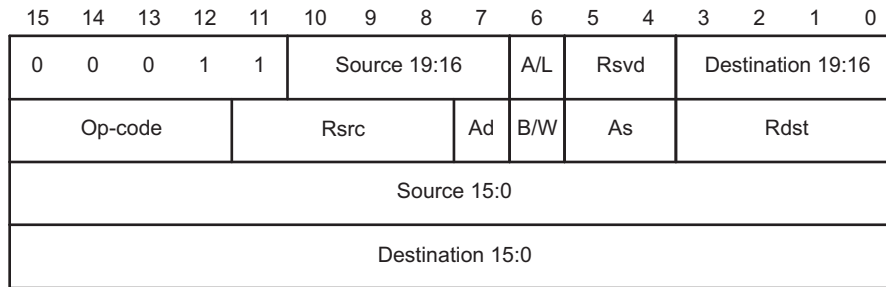 15 14 13 12 11 10 9 8 7 6 5 4 3 2 1 0
0 0 0 1 1 Source 19:16 A/L Rsvd Destination 19:16
Op-code Rsrc Ad B/W As Rdst
Source 15:0
Destination 15:0